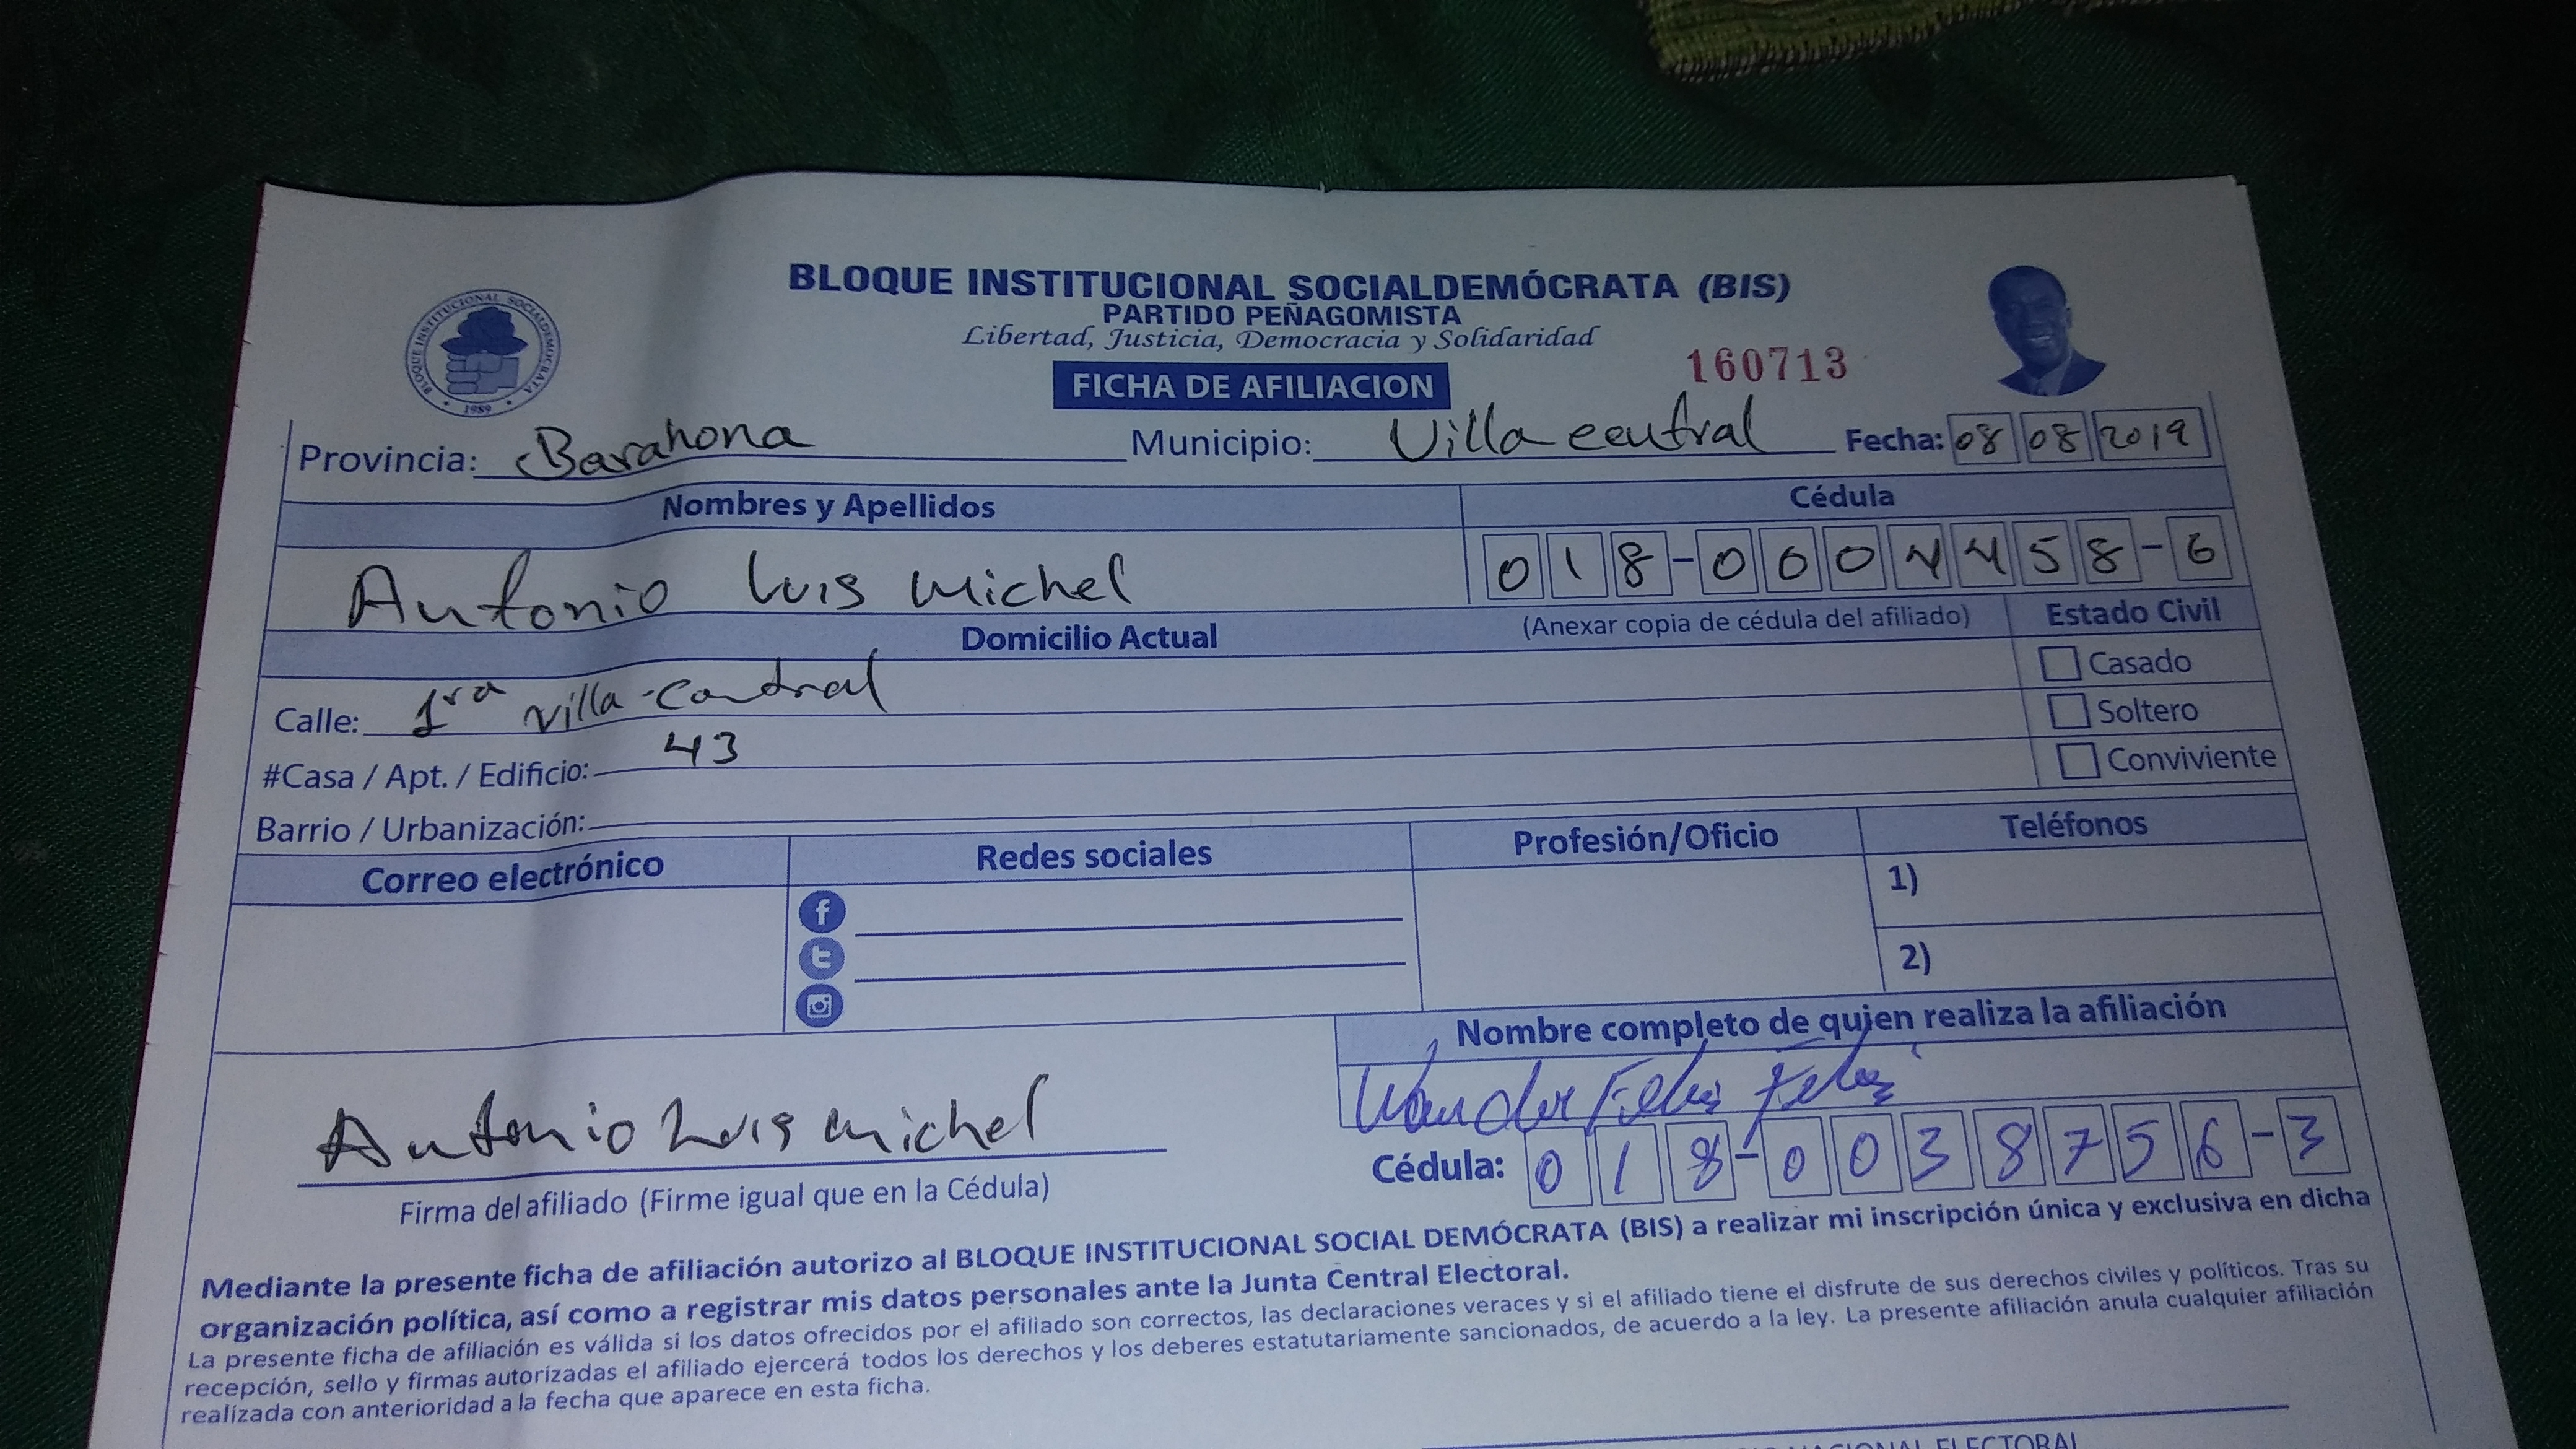 BLOQUE INSTITUCIONAL SOCIALDEMÓCRATA (BIS)
PARTIDO PEÑAGOMISTA
Libertad, Justicia, Democracia y Solidaridad
BLOQUE INSTITUCIONAL SOCIALDEMOCRATA
1989
160713
FICHA DE AFILIACION
Provincia: Barahona Municipio: Villa central Fecha: 08 08 2019
Nombres y Apellidos Cédula
Antonio Luis Michel 018-0004458-6
Domicilio Actual (Anexar copia de cédula del afiliado) Estado Civil
Calle: 1ra villa-central Casado
#Casa / Apt. / Edificio: 43 Soltero
Conviviente
Barrio / Urbanización:
Correo electrónico Redes sociales Profesión/Oficio Teléfonos
1)
2)
Nombre completo de quien realiza la afiliación
Wander Feliz Feliz
Antonio Luis Michel
Cédula: 018-0038756-3
Firma del afiliado (Firme igual que en la Cédula)
Mediante la presente ficha de afiliación autorizo al BLOQUE INSTITUCIONAL SOCIAL DEMÓCRATA (BIS) a realizar mi inscripción única y exclusiva en dicha
organización política, así como a registrar mis datos personales ante la Junta Central Electoral.
La presente ficha de afiliación es válida si los datos ofrecidos por el afiliado son correctos, las declaraciones veraces y si el afiliado tiene el disfrute de sus derechos civiles y políticos. Tras su
recepción, sello y firmas autorizadas el afiliado ejercerá todos los derechos y los deberes estatutariamente sancionados, de acuerdo a la ley. La presente afiliación anula cualquier afiliación
realizada con anterioridad a la fecha que aparece en esta ficha.
NACIONAL ELECTORAL